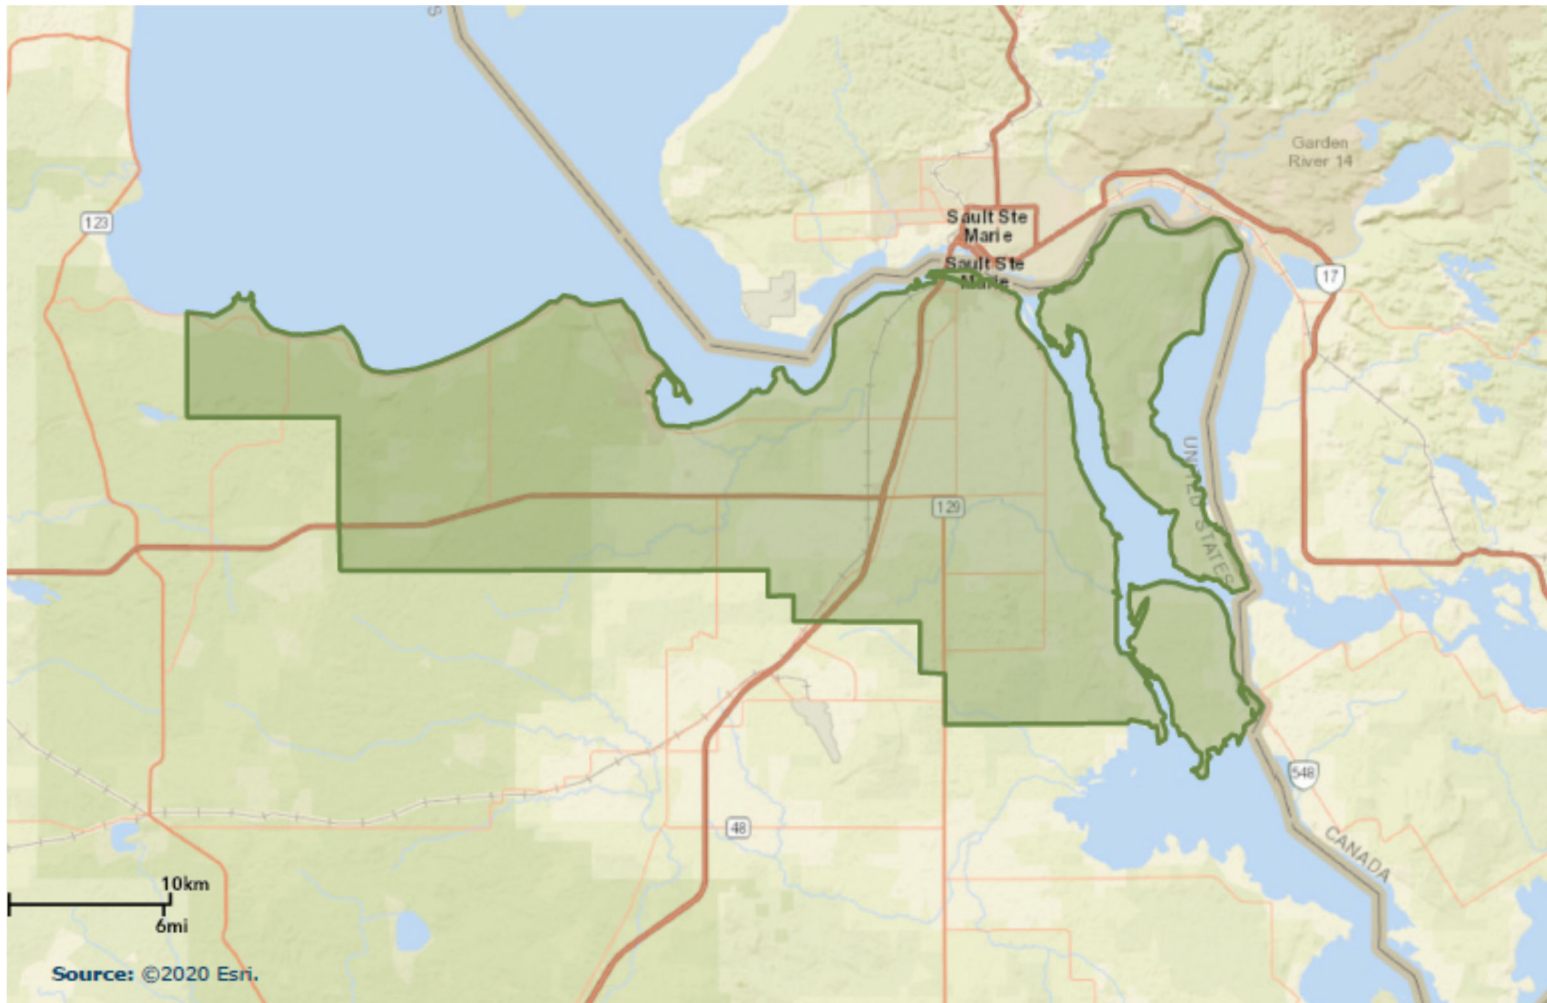 S
Garden
River 14
123
Sault Ste
Marie
Sault Ste
Marie
17
UNITED STATES
129
548
CANADA
48
10km
6mi
Source: ©2020 Esri.